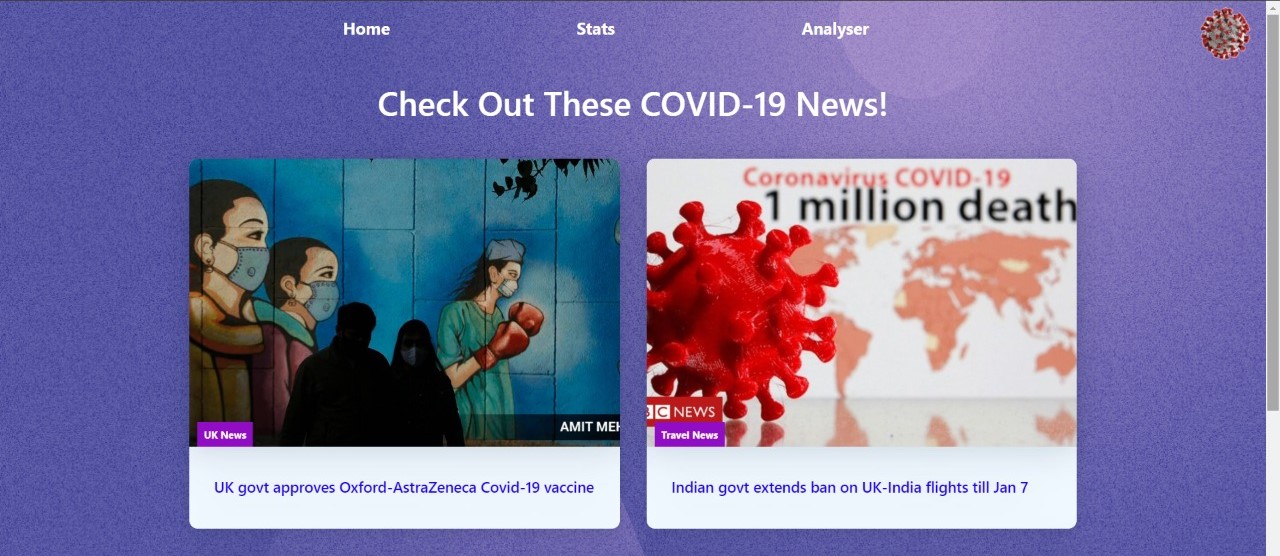 Home Stats Analyser
Check Out These COVID-19 News!
AMIT MEH
UK News
UK govt approves Oxford-AstraZeneca Covid-19 vaccine
Coronavirus COVID-19
1 million death
BC NEWS
Travel News
Indian govt extends ban on UK-India flights till Jan 7